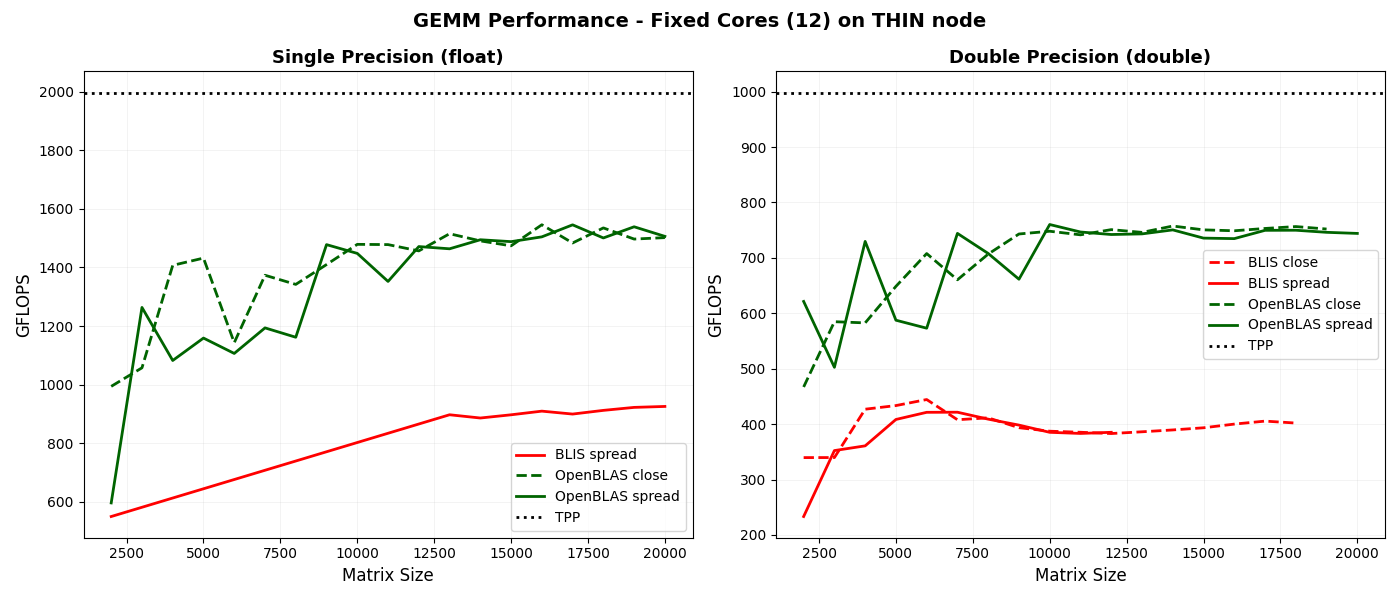 GEMM Performance - Fixed Cores (12) on THIN node
Single Precision (float)
GFLOPS
2000
1800
1600
1400
1200
1000
800
600
2500
5000
7500
10000
12500
15000
17500
20000
Matrix Size
BLIS spread
OpenBLAS close
OpenBLAS spread
TPP
Double Precision (double)
GFLOPS
1000
900
800
700
600
500
400
300
200
2500
5000
7500
10000
12500
15000
17500
20000
Matrix Size
BLIS close
BLIS spread
OpenBLAS close
OpenBLAS spread
TPP